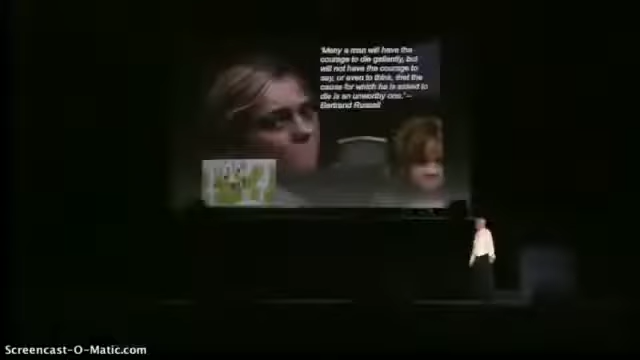 'Many a man will have the
courage to die gallantly, but
will not have the courage to
say, or even to think, that the
cause for which he is asked to
die is an unworthy one.' –
Bertrand Russell
Screencast-O-Matic.com